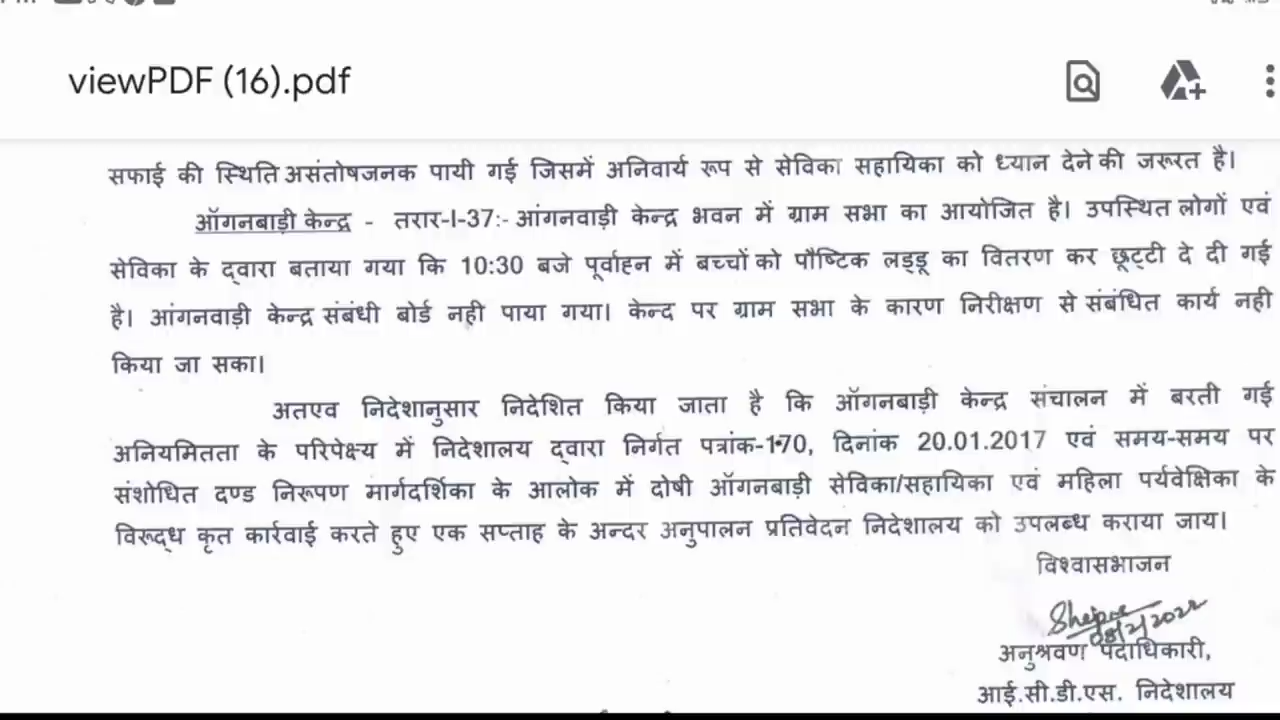 viewPDF (16).pdf
सफाई की स्थिति असंतोषजनक पायी गई जिसमें अनिवार्य रूप से सेविका सहायिका को ध्यान देने की जरूरत है।
ऑगनबाड़ी केन्द्र - तरार-I-37:- आंगनवाड़ी केन्द्र भवन में ग्राम सभा का आयोजित है। उपस्थित लोगों एवं
सेविका के द्वारा बताया गया कि 10:30 बजे पूर्वाहन में बच्चों को पौष्टिक लड्डू का वितरण कर छूट्टी दे दी गई
है। आंगनवाड़ी केन्द्र संबंधी बोर्ड नही पाया गया। केन्द पर ग्राम सभा के कारण निरीक्षण से संबंधित कार्य नही
किया जा सका।
अतएव निदेशानुसार निदेशित किया जाता है कि ऑगनबाड़ी केन्द्र संचालन में बरती गई
अनियमितता के परिपेक्ष्य में निदेशालय द्वारा निर्गत पत्रांक-170, दिनांक 20.01.2017 एवं समय-समय पर
संशोधित दण्ड निरूपण मार्गदर्शिका के आलोक में दोषी ऑगनबाड़ी सेविका/सहायिका एवं महिला पर्यवेक्षिका के
विरूद्ध कृत कार्रवाई करते हुए एक सप्ताह के अन्दर अनुपालन प्रतिवेदन निदेशालय को उपलब्ध कराया जाय।
विश्वासभाजन
08/2/2022
अनुश्रवण पदाधिकारी,
आई.सी.डी.एस. निदेशालय